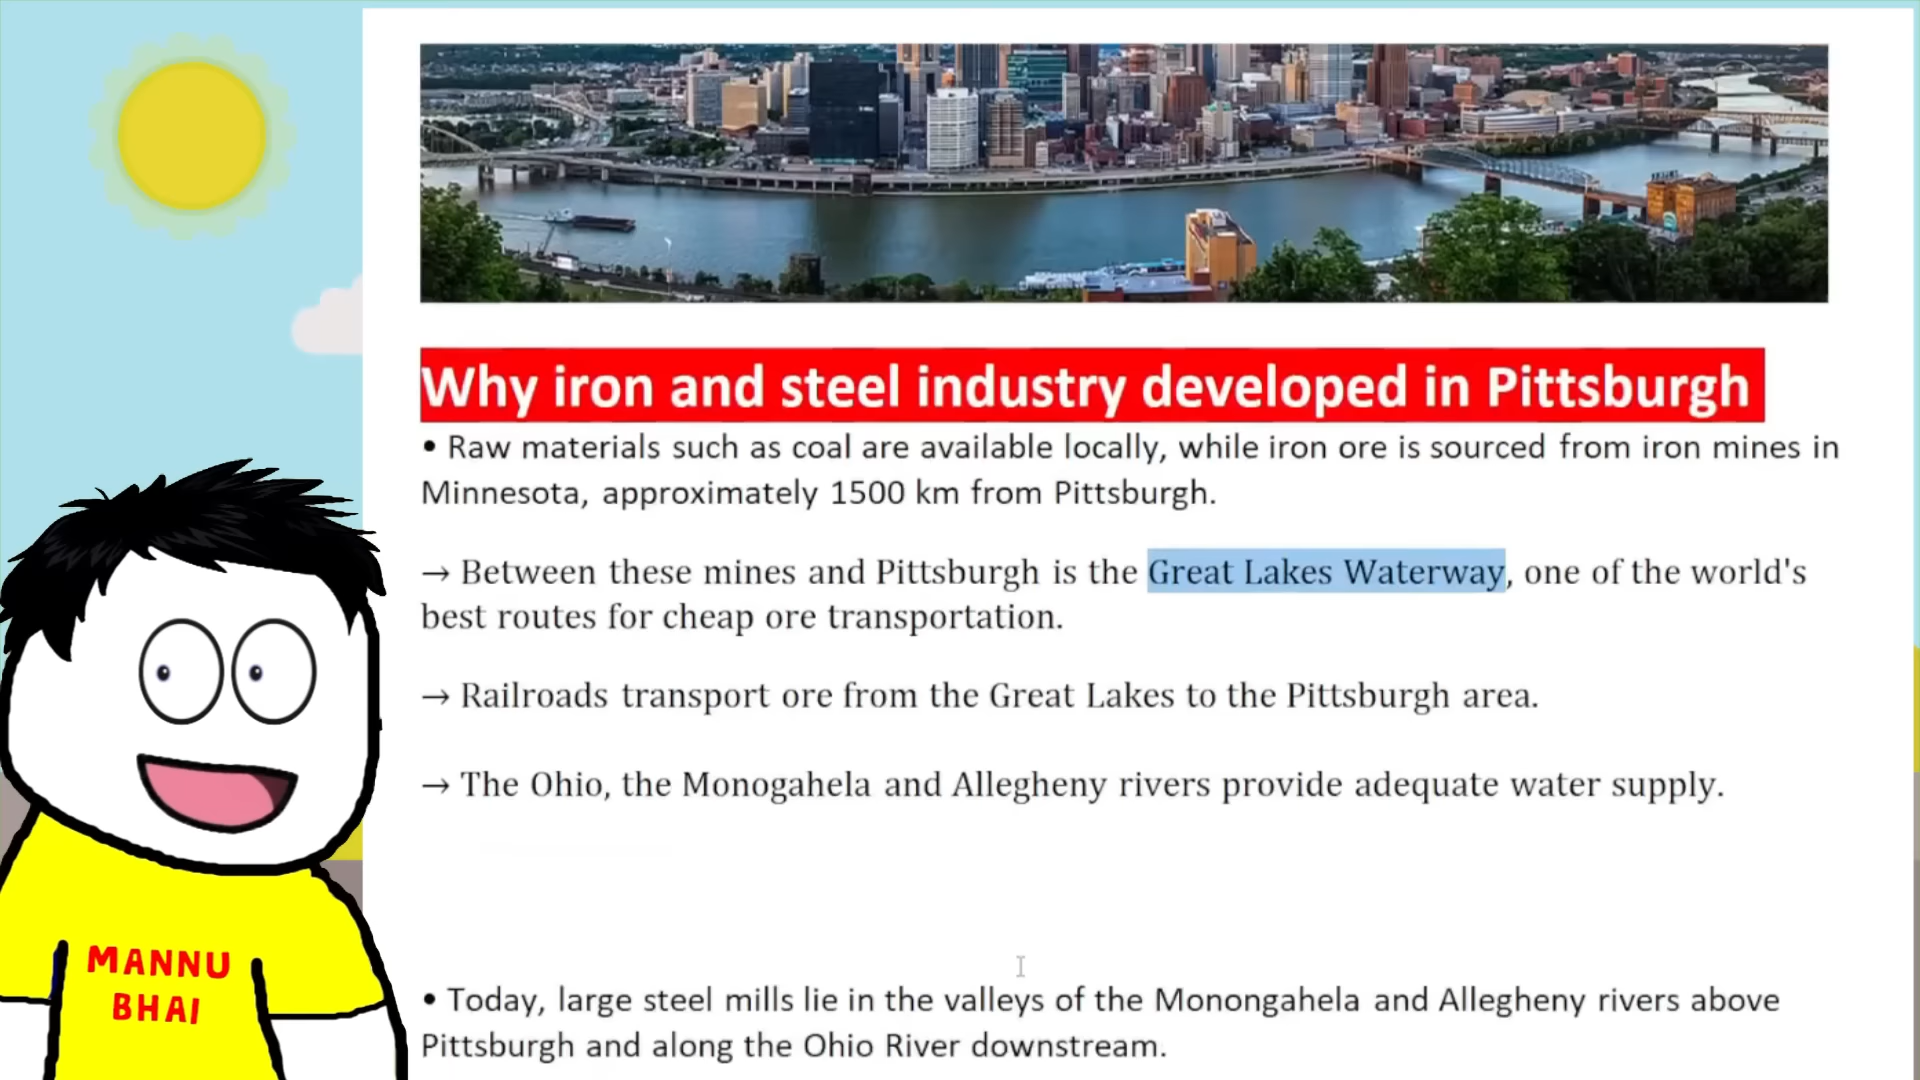 Why iron and steel industry developed in Pittsburgh
• Raw materials such as coal are available locally, while iron ore is sourced from iron mines in
Minnesota, approximately 1500 km from Pittsburgh.
→ Between these mines and Pittsburgh is the Great Lakes Waterway, one of the world's
best routes for cheap ore transportation.
→ Railroads transport ore from the Great Lakes to the Pittsburgh area.
→ The Ohio, the Monogahela and Allegheny rivers provide adequate water supply.
• Today, large steel mills lie in the valleys of the Monongahela and Allegheny rivers above
Pittsburgh and along the Ohio River downstream.
MANNU
BHAI